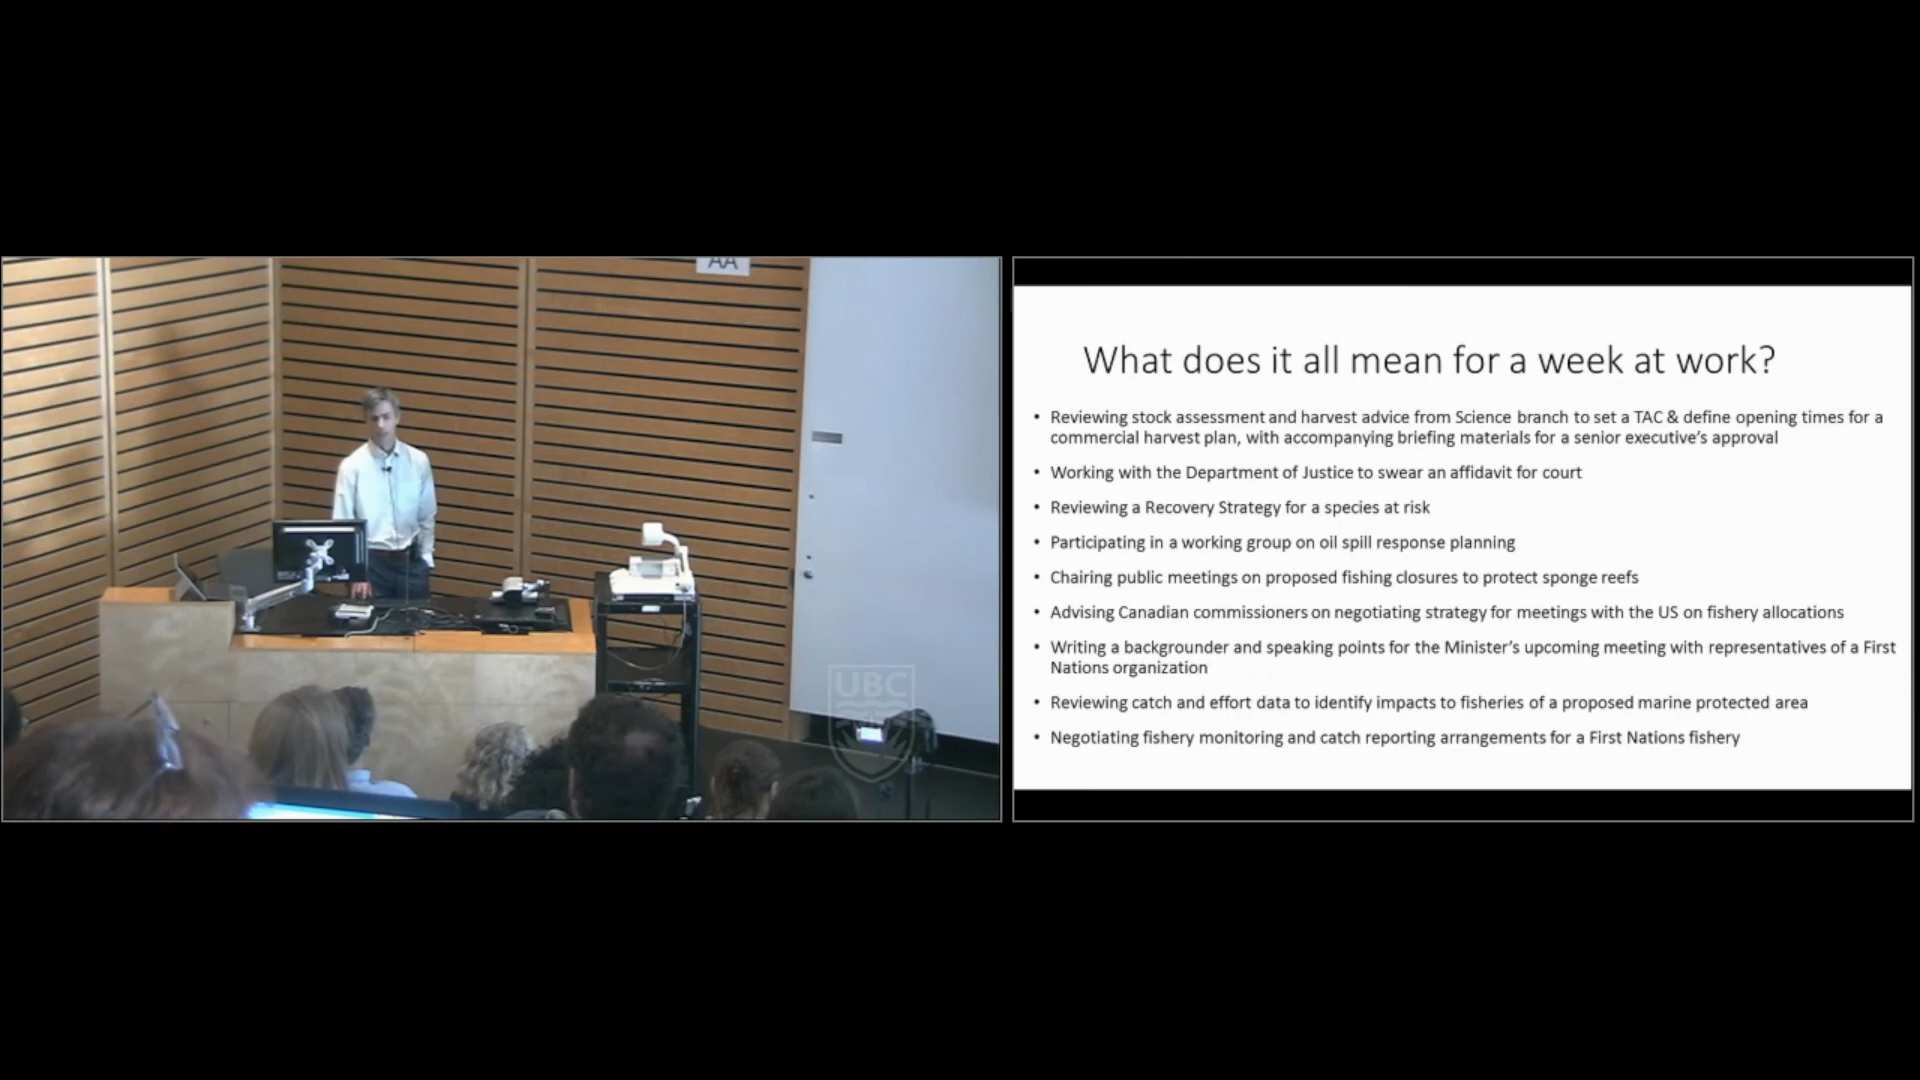 AA
UBC
What does it all mean for a week at work?
• Reviewing stock assessment and harvest advice from Science branch to set a TAC & define opening times for a
commercial harvest plan, with accompanying briefing materials for a senior executive's approval
• Working with the Department of Justice to swear an affidavit for court
• Reviewing a Recovery Strategy for a species at risk
• Participating in a working group on oil spill response planning
• Chairing public meetings on proposed fishing closures to protect sponge reefs
• Advising Canadian commissioners on negotiating strategy for meetings with the US on fishery allocations
• Writing a backgrounder and speaking points for the Minister's upcoming meeting with representatives of a First
Nations organization
• Reviewing catch and effort data to identify impacts to fisheries of a proposed marine protected area
• Negotiating fishery monitoring and catch reporting arrangements for a First Nations fishery